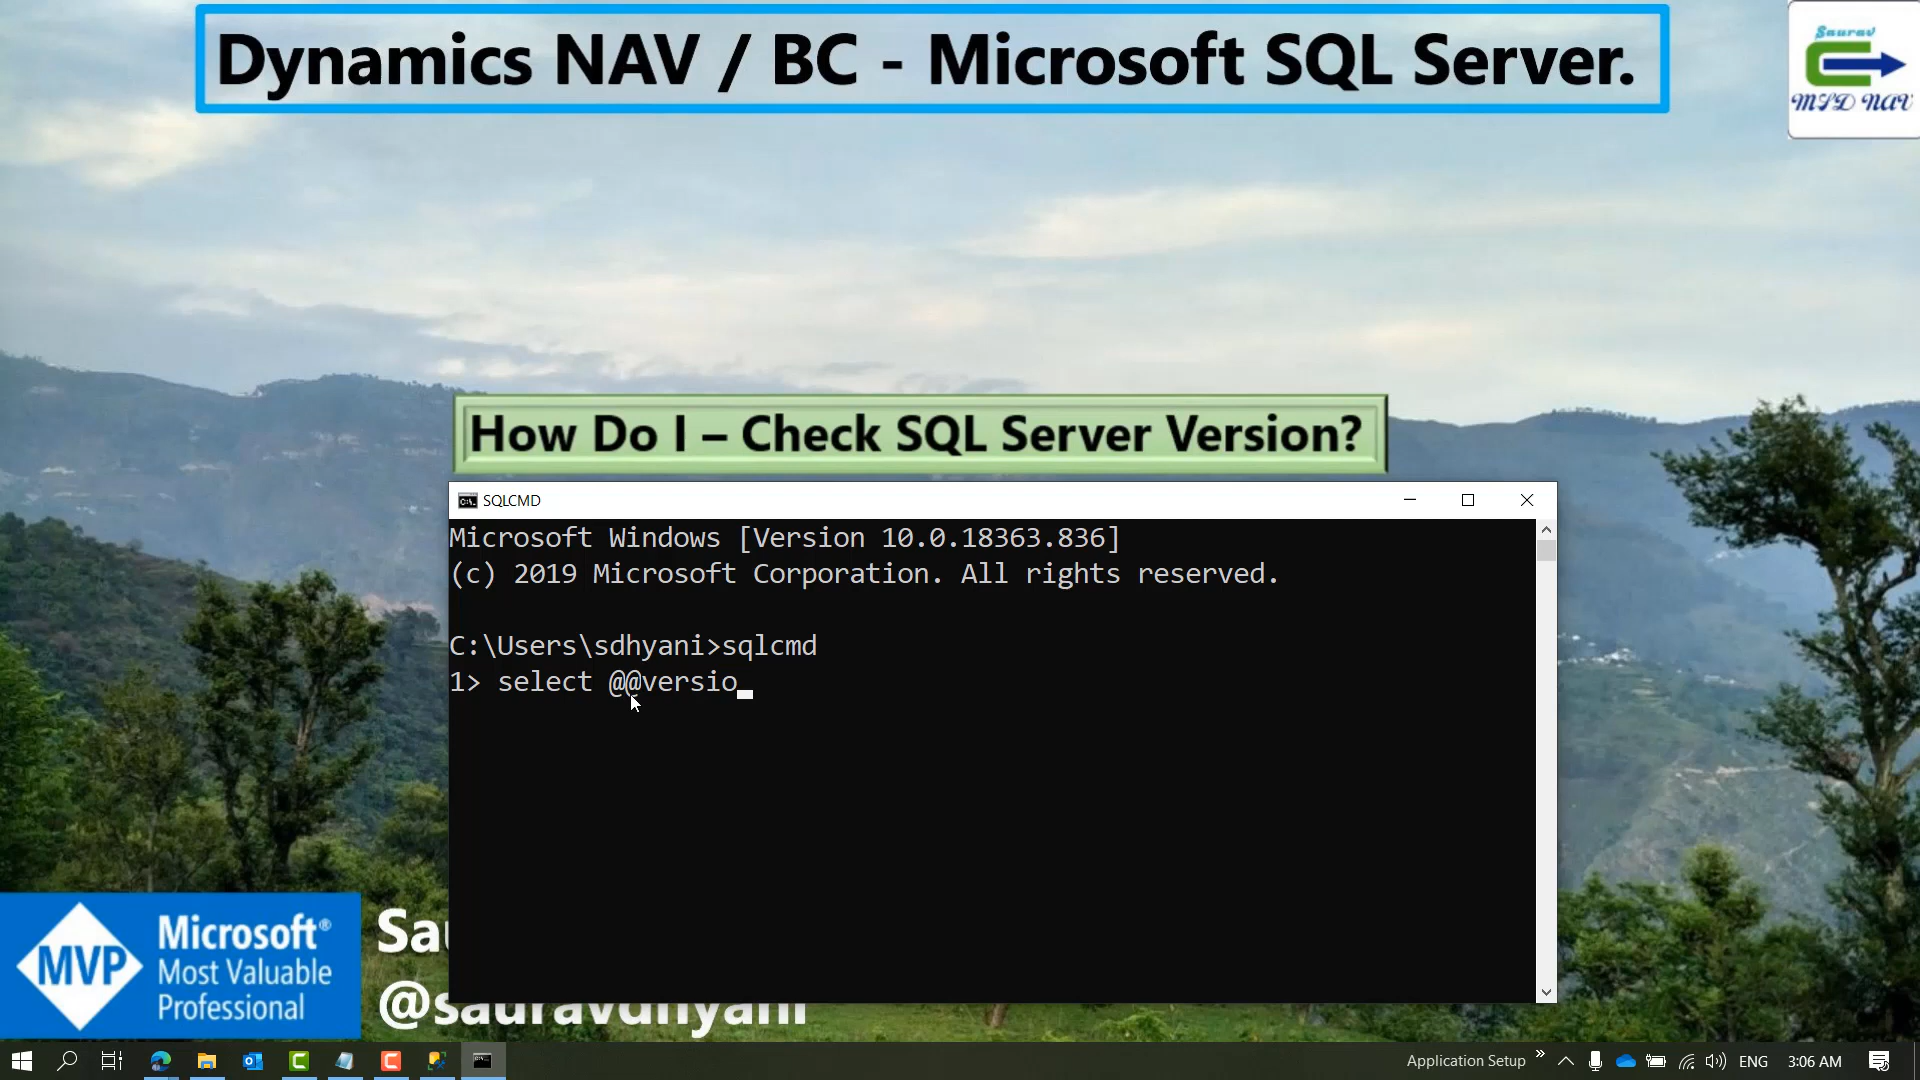 Dynamics NAV / BC - Microsoft SQL Server.
Saurav
MSD NAV
How Do I – Check SQL Server Version?
SQLCMD
Microsoft Windows [Version 10.0.18363.836]
(c) 2019 Microsoft Corporation. All rights reserved.
C:\Users\sdhyani>sqlcmd
1> select @@versio
MVP
Microsoft®
Most Valuable
Professional
@sauravdhyani
Application Setup
ENG
3:06 AM